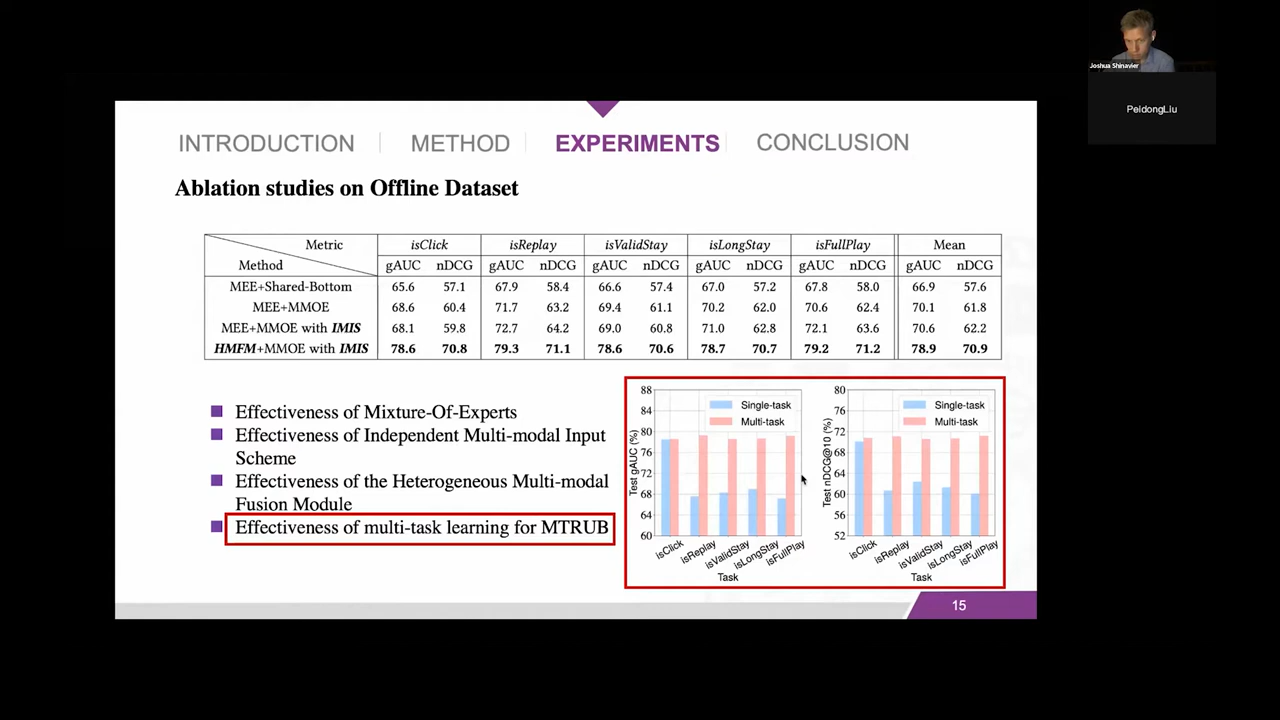 Joshua Shinavier
PeidongLiu
INTRODUCTION METHOD EXPERIMENTS CONCLUSION
Ablation studies on Offline Dataset
Metric isClick isReplay isValidStay isLongStay isFullPlay Mean
Method gAUC nDCG gAUC nDCG gAUC nDCG gAUC nDCG gAUC nDCG gAUC nDCG
MEE+Shared-Bottom 65.6 57.1 67.9 58.4 66.6 57.4 67.0 57.2 67.8 58.0 66.9 57.6
MEE+MMOE 68.6 60.4 71.7 63.2 69.4 61.1 70.2 62.0 70.6 62.4 70.1 61.8
MEE+MMOE with IMIS 68.1 59.8 72.7 64.2 69.0 60.8 71.0 62.8 72.1 63.6 70.6 62.2
HMFM+MMOE with IMIS 78.6 70.8 79.3 71.1 78.6 70.6 78.7 70.7 79.2 71.2 78.9 70.9
Effectiveness of Mixture-Of-Experts
Effectiveness of Independent Multi-modal Input
Scheme
Effectiveness of the Heterogeneous Multi-modal
Fusion Module
Effectiveness of multi-task learning for MTRUB
Test gAUC (%)
88
84
80
76
72
68
64
60
Single-task
Multi-task
isClick isReplay isValidStay isLongStay isFullPlay
Task
Test nDCG@10 (%)
80
76
72
68
64
60
56
52
Single-task
Multi-task
isClick isReplay isValidStay isLongStay isFullPlay
Task
15